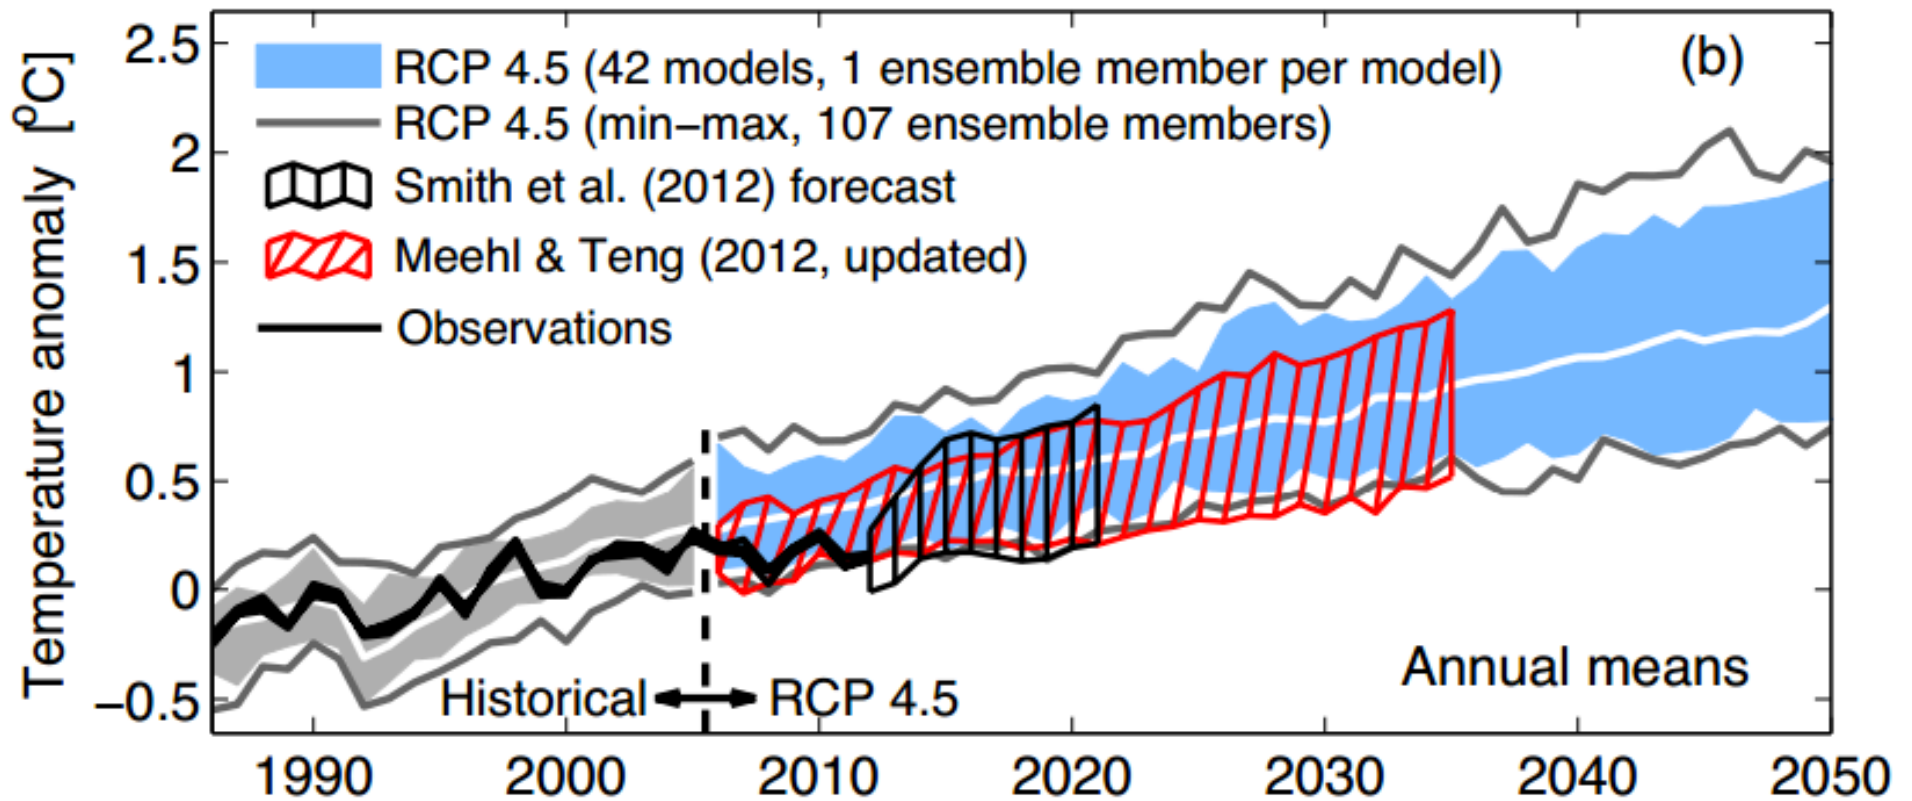 Temperature anomaly [ºC]
2.5
2
1.5
1
0.5
0
−0.5
(b)
RCP 4.5 (42 models, 1 ensemble member per model)
RCP 4.5 (min−max, 107 ensemble members)
Smith et al. (2012) forecast
Meehl & Teng (2012, updated)
Observations
Historical RCP 4.5
Annual means
1990 2000 2010 2020 2030 2040 2050